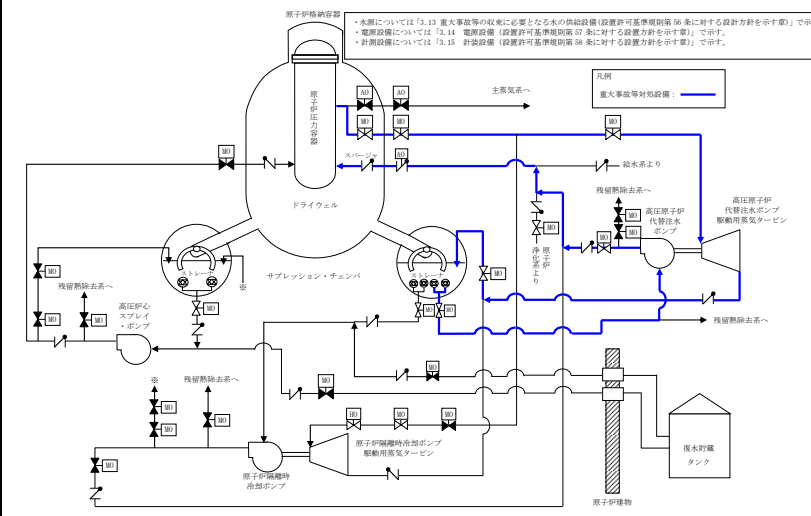 原子炉格納容器
・水源については「3.13 重大事故等の収束に必要となる水の供給設備(設置許可基準規則第 56 条に対する設計方針を示す章)」で示
・電源設備については「3.14 電源設備 (設置許可基準規則第 57 条に対する設置方針を示す章)」で示す。
・計測設備については「3.15 計装設備 (設置許可基準規則第 58 条に対する設置方針を示す章)」で示す。
凡例
重大事故等対処設備：
原子炉圧力容器
AO
AO
主蒸気系へ
MO
MO
MO
MO
スパージャ
AO
給水系より
ドライウェル
残留熱除去系へ
高圧原子炉
代替注水
ポンプ
高圧原子炉
代替注水ポンプ
駆動用蒸気タービン
MO
MO
MO
MO
原子炉
浄化系より
ストレーナ
ストレーナ
サプレッション・チェンバ
※
MO
MO
残留熱除去系へ
高圧炉心
スプレイ
・ポンプ
MO
MO
MO
MO
MO
MO
残留熱除去系へ
MO
MO
※
残留熱除去系へ
MO
MO
MO
HO
MO
MO
原子炉隔離時冷却ポンプ
駆動用蒸気タービン
復水貯蔵
タンク
MO
原子炉隔離時
冷却ポンプ
原子炉建物